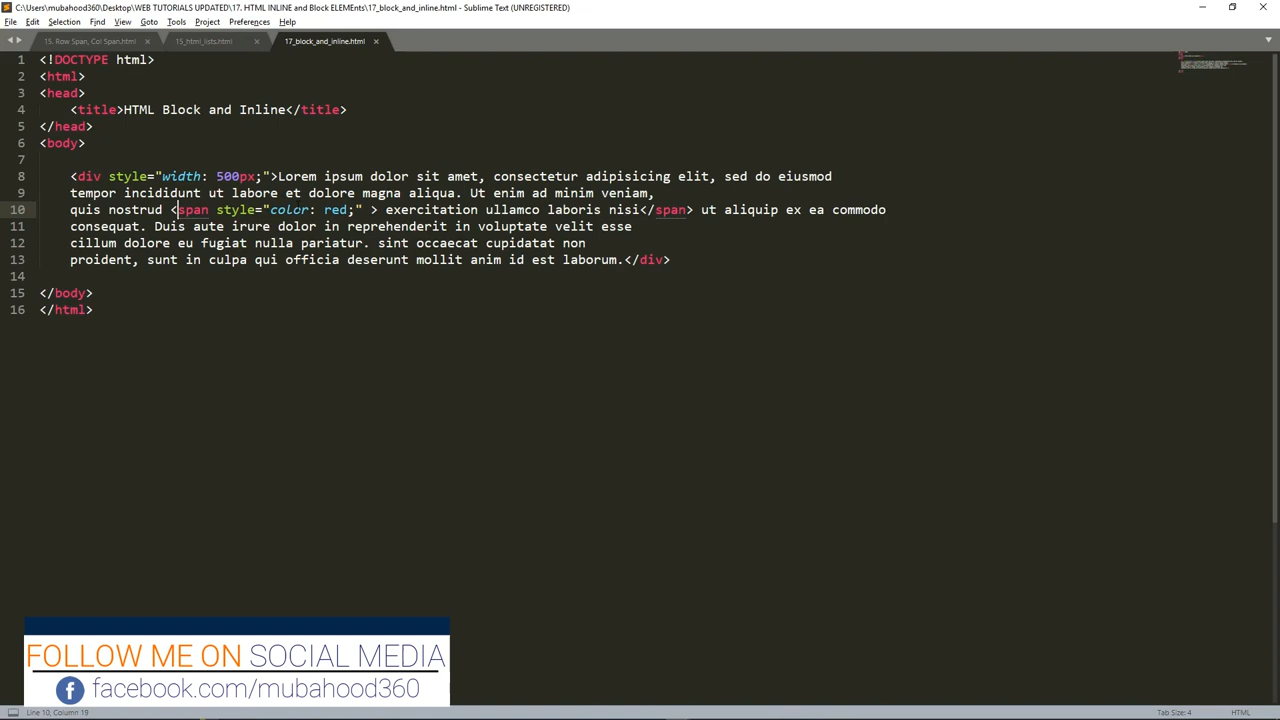 C:\Users\mubahood360\Desktop\WEB TUTORIALS UPDATED\17. HTML INLINE and Block ELEMEnts\17_block_and_inline.html - Sublime Text (UNREGISTERED)
File Edit Selection Find View Goto Tools Project Preferences Help
15. Row Span, Col Span.html 15_html_lists.html 17_block_and_inline.html
1 <!DOCTYPE html>
2 <html>
3 <head>
4 <title>HTML Block and Inline</title>
5 </head>
6 <body>
7
8 <div style="width: 500px;">Lorem ipsum dolor sit amet, consectetur adipisicing elit, sed do eiusmod
9 tempor incididunt ut labore et dolore magna aliqua. Ut enim ad minim veniam,
10 quis nostrud <span style="color: red;" > exercitation ullamco laboris nisi</span> ut aliquip ex ea commodo
11 consequat. Duis aute irure dolor in reprehenderit in voluptate velit esse
12 cillum dolore eu fugiat nulla pariatur. sint occaecat cupidatat non
13 proident, sunt in culpa qui officia deserunt mollit anim id est laborum.</div>
14
15 </body>
16 </html>
FOLLOW ME ON SOCIAL MEDIA
facebook.com/mubahood360
Line 10, Column 19 Tab Size: 4 HTML